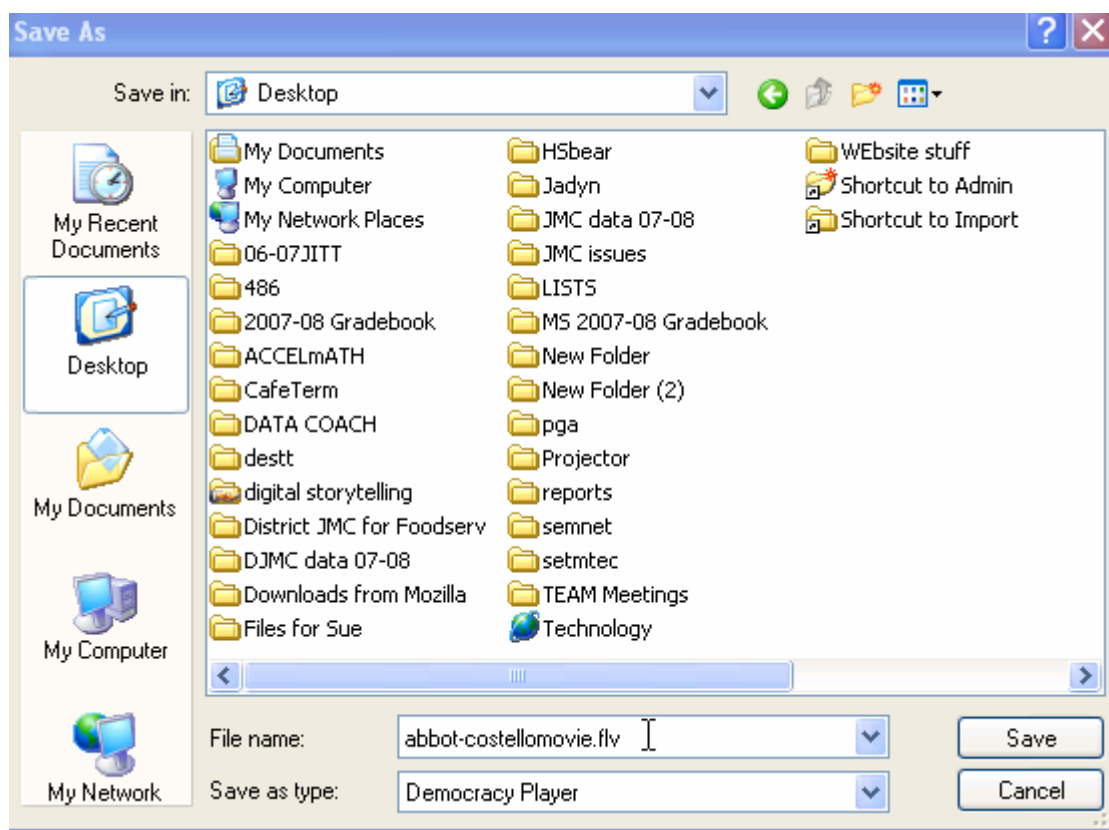 Save As
Save in:
Desktop
My Recent
Documents
Desktop
My Documents
My Computer
My Network
My Documents
My Computer
My Network Places
06-07JITT
486
2007-08 Gradebook
ACCELmATH
CafeTerm
DATA COACH
destt
digital storytelling
District JMC for Foodserv
DJMC data 07-08
Downloads from Mozilla
Files for Sue
HSbear
Jadyn
JMC data 07-08
JMC issues
LISTS
MS 2007-08 Gradebook
New Folder
New Folder (2)
pga
Projector
reports
semnet
setmtec
TEAM Meetings
Technology
WEbsite stuff
Shortcut to Admin
Shortcut to Import
File name:
abbot-costellomovie.flv
Save
Save as type:
Democracy Player
Cancel